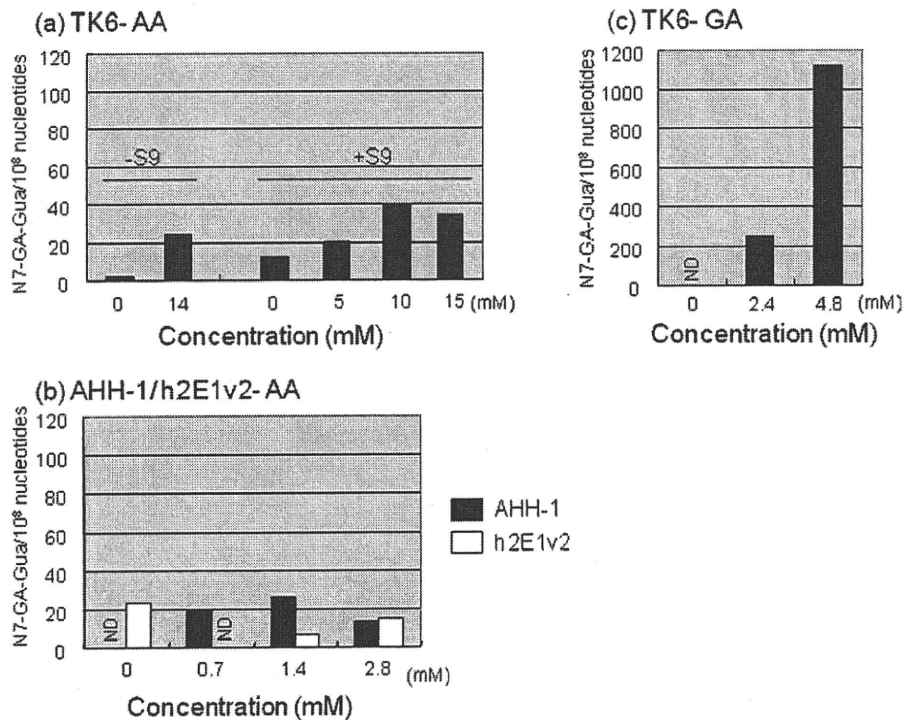 (a) TK6- AA
N7-GA-Gua/10⁸ nucleotides
120
100
80
60
40
20
0
-S9
+S9
0 14 0 5 10 15 (mM)
Concentration (mM)
(c) TK6- GA
N7-GA-Gua/10⁸ nucleotides
1200
1000
800
600
400
200
0
ND
0 2.4 4.8 (mM)
Concentration (mM)
(b) AHH-1/h2E1v2- AA
N7-GA-Gua/10⁸ nucleotides
120
100
80
60
40
20
0
ND
ND
0 0.7 1.4 2.8 (mM)
Concentration (mM)
AHH-1
h2E1v2